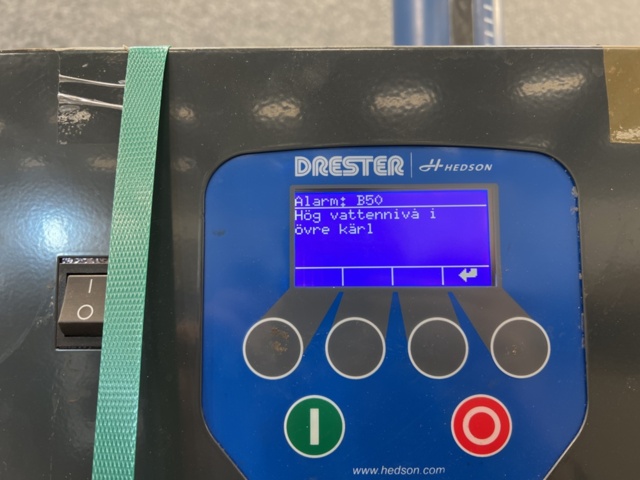 DRESTER HEDSON
Alarm: B50
Hög vattennivå i
övre kärl
www.hedson.com